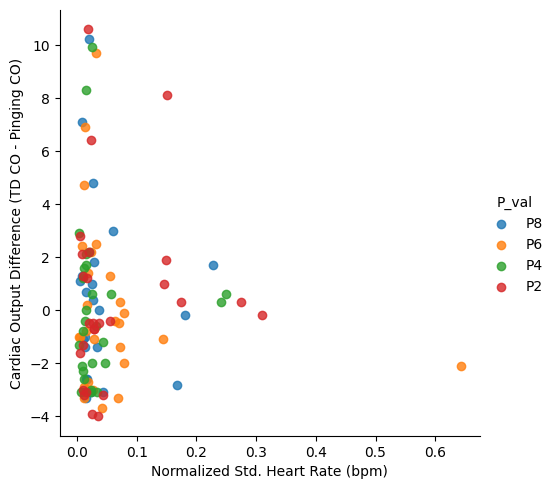 Cardiac Output Difference (TD CO - Pinging CO)
10
8
6
4
2
0
−2
−4
0.0 0.1 0.2 0.3 0.4 0.5 0.6
Normalized Std. Heart Rate (bpm)
P_val
P8
P6
P4
P2